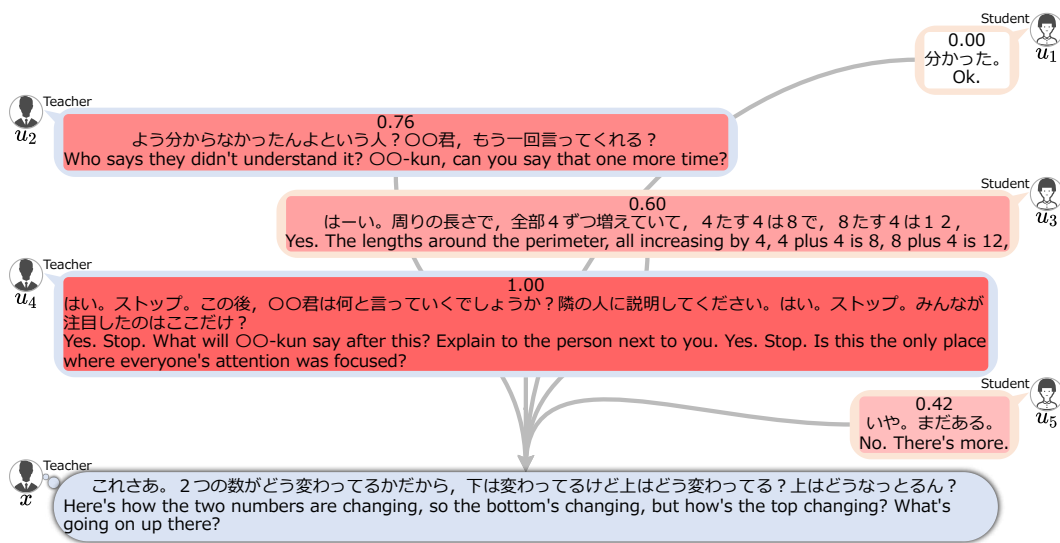 Student
0.00
分かった。
Ok.
u1
Teacher
u2
0.76
よう分からなかったんよという人？〇〇君，もう一回言ってくれる？
Who says they didn't understand it? 〇〇-kun, can you say that one more time?
Student
u3
0.60
はーい。周りの長さで，全部４ずつ増えていて，４たす４は８で，８たす４は１２，
Yes. The lengths around the perimeter, all increasing by 4, 4 plus 4 is 8, 8 plus 4 is 12,
Teacher
u4
1.00
はい。ストップ。この後，〇〇君は何と言っていくでしょうか？隣の人に説明してください。はい。ストップ。みんなが
注目したのはここだけ？
Yes. Stop. What will 〇〇-kun say after this? Explain to the person next to you. Yes. Stop. Is this the only place
where everyone's attention was focused?
Student
u5
0.42
いや。まだある。
No. There's more.
Teacher
x
これさあ。２つの数がどう変わってるかだから，下は変わってるけど上はどう変わってる？上はどうなっとるん？
Here's how the two numbers are changing, so the bottom's changing, but how's the top changing? What's
going on up there?